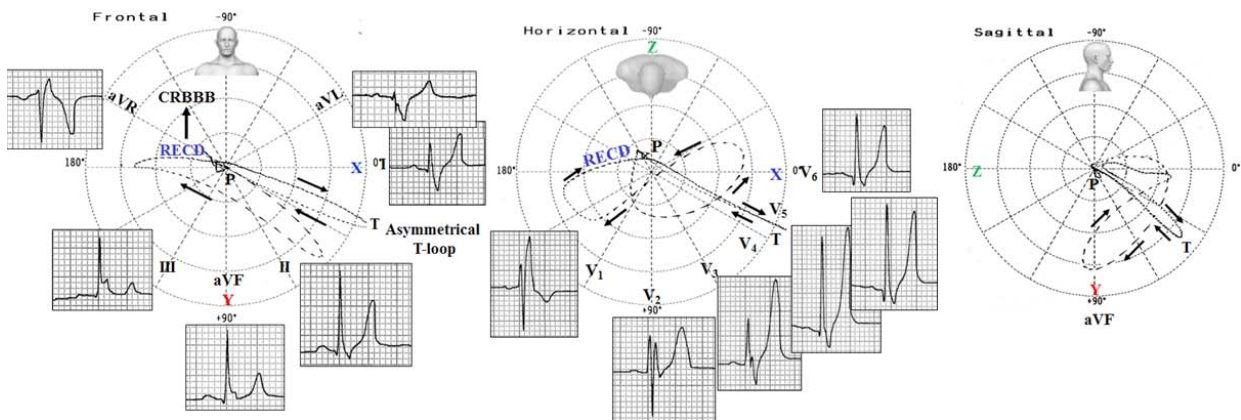 Frontal
-90°
aVR
aVL
CRBBB
RECD
180°
P
X
0°
I
T
Asymmetrical
T-loop
III
II
aVF
Y
+90°
Horizontal
-90°
Z
RECD
P
180°
X
0°
V6
V5
T
V4
V3
V1
V2
+90°
Sagittal
-90°
180°
Z
0°
P
T
Y
+90°
aVF